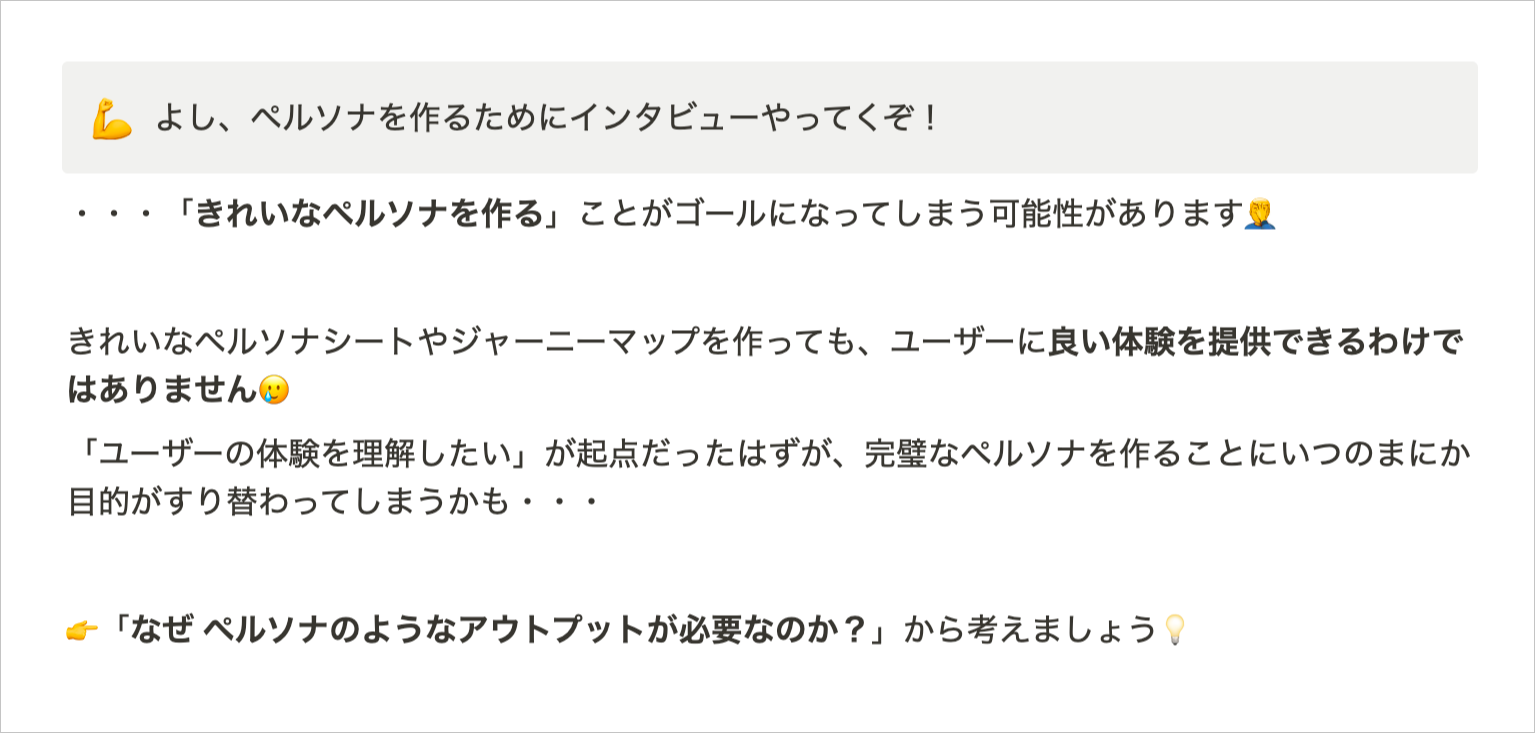 💪 よし、ペルソナを作るためにインタビューやってくぞ！
・・・「きれいなペルソナを作る」ことがゴールになってしまう可能性があります🤦‍♂️
きれいなペルソナシートやジャーニーマップを作っても、ユーザーに良い体験を提供できるわけで
はありません🥲
「ユーザーの体験を理解したい」が起点だったはずが、完璧なペルソナを作ることにいつのまにか
目的がすり替わってしまうかも・・・
👉「なぜ ペルソナのようなアウトプットが必要なのか？」から考えましょう💡